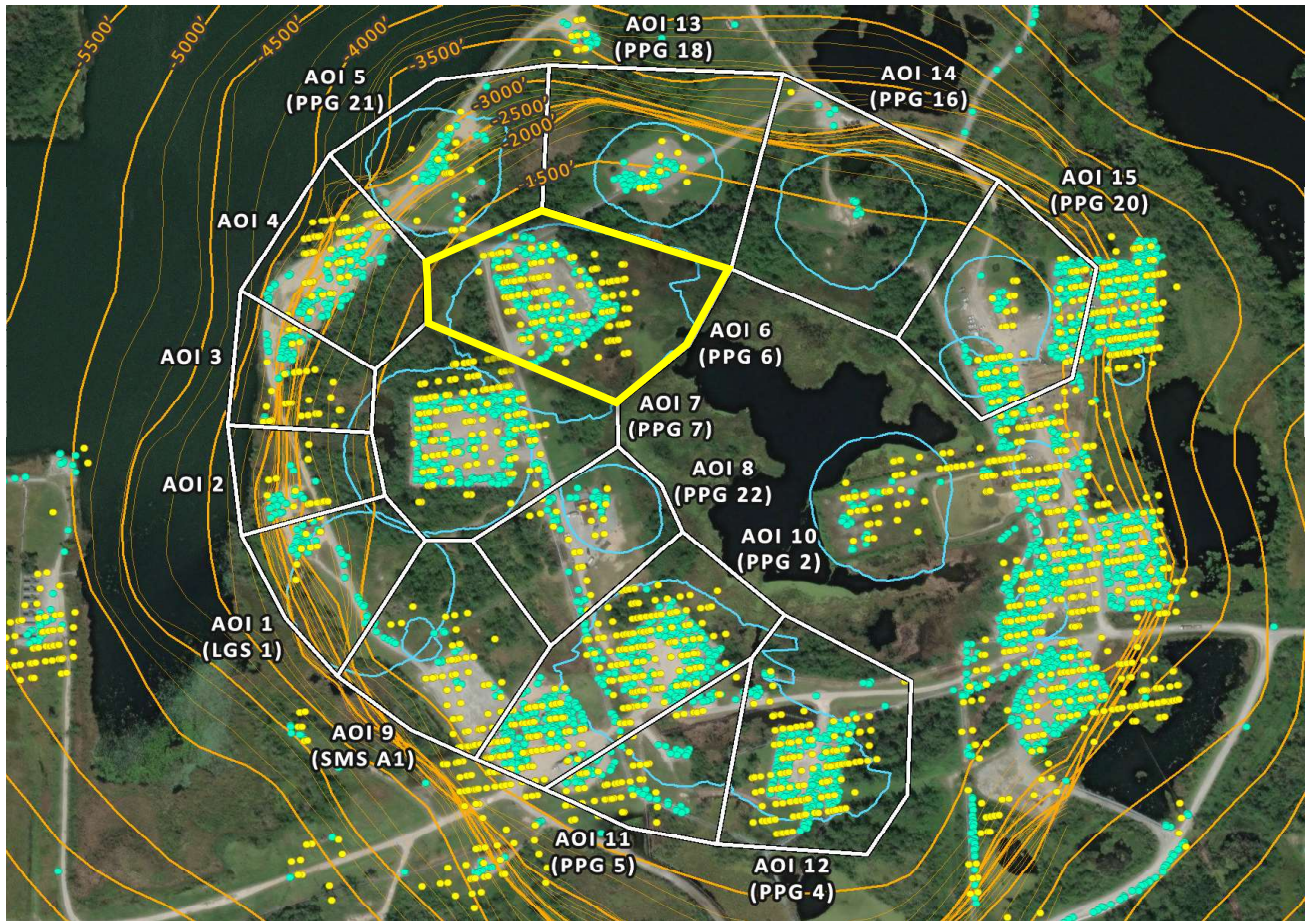 -5500'
-5000'
-4500'
-4000'
-3500'
-3000'
-2500'
-2000'
-1500'
AOI 13
(PPG 18)
AOI 5
(PPG 21)
AOI 14
(PPG 16)
AOI 15
(PPG 20)
AOI 4
AOI 3
AOI 6
(PPG 6)
AOI 7
(PPG 7)
AOI 2
AOI 8
(PPG 22)
AOI 10
(PPG 2)
AOI 1
(LGS 1)
AOI 9
(SMS A1)
AOI 11
(PPG 5)
AOI 12
(PPG 4)